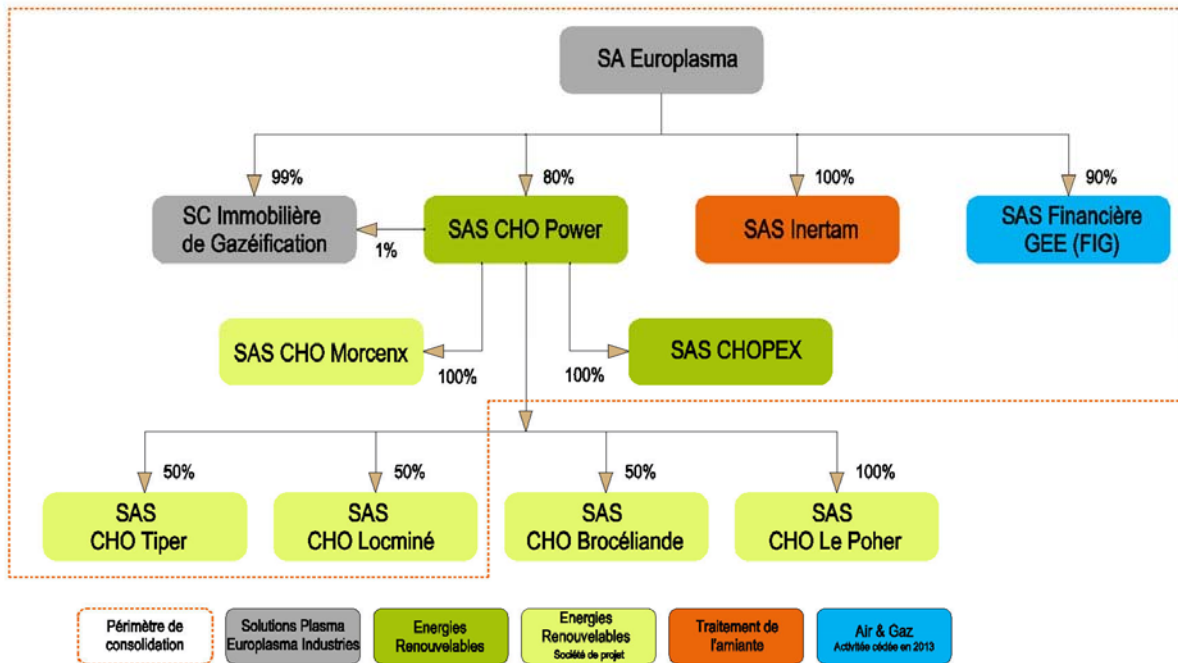 SA Europlasma
99%
80%
100%
90%
SC Immobilière
de Gazéification
1%
SAS CHO Power
SAS Inertam
SAS Financière
GEE (FIG)
SAS CHO Morcenx
100%
100%
SAS CHOPEX
50%
50%
50%
100%
SAS
CHO Tiper
SAS
CHO Locminé
SAS
CHO Brocéliande
SAS
CHO Le Poher
Périmètre de
consolidation
Solutions Plasma
Europlasma Industries
Energies
Renouvelables
Energies
Renouvelables
Société de projet
Traitement de
l'amiante
Air & Gaz
Activitée cédée en 2013